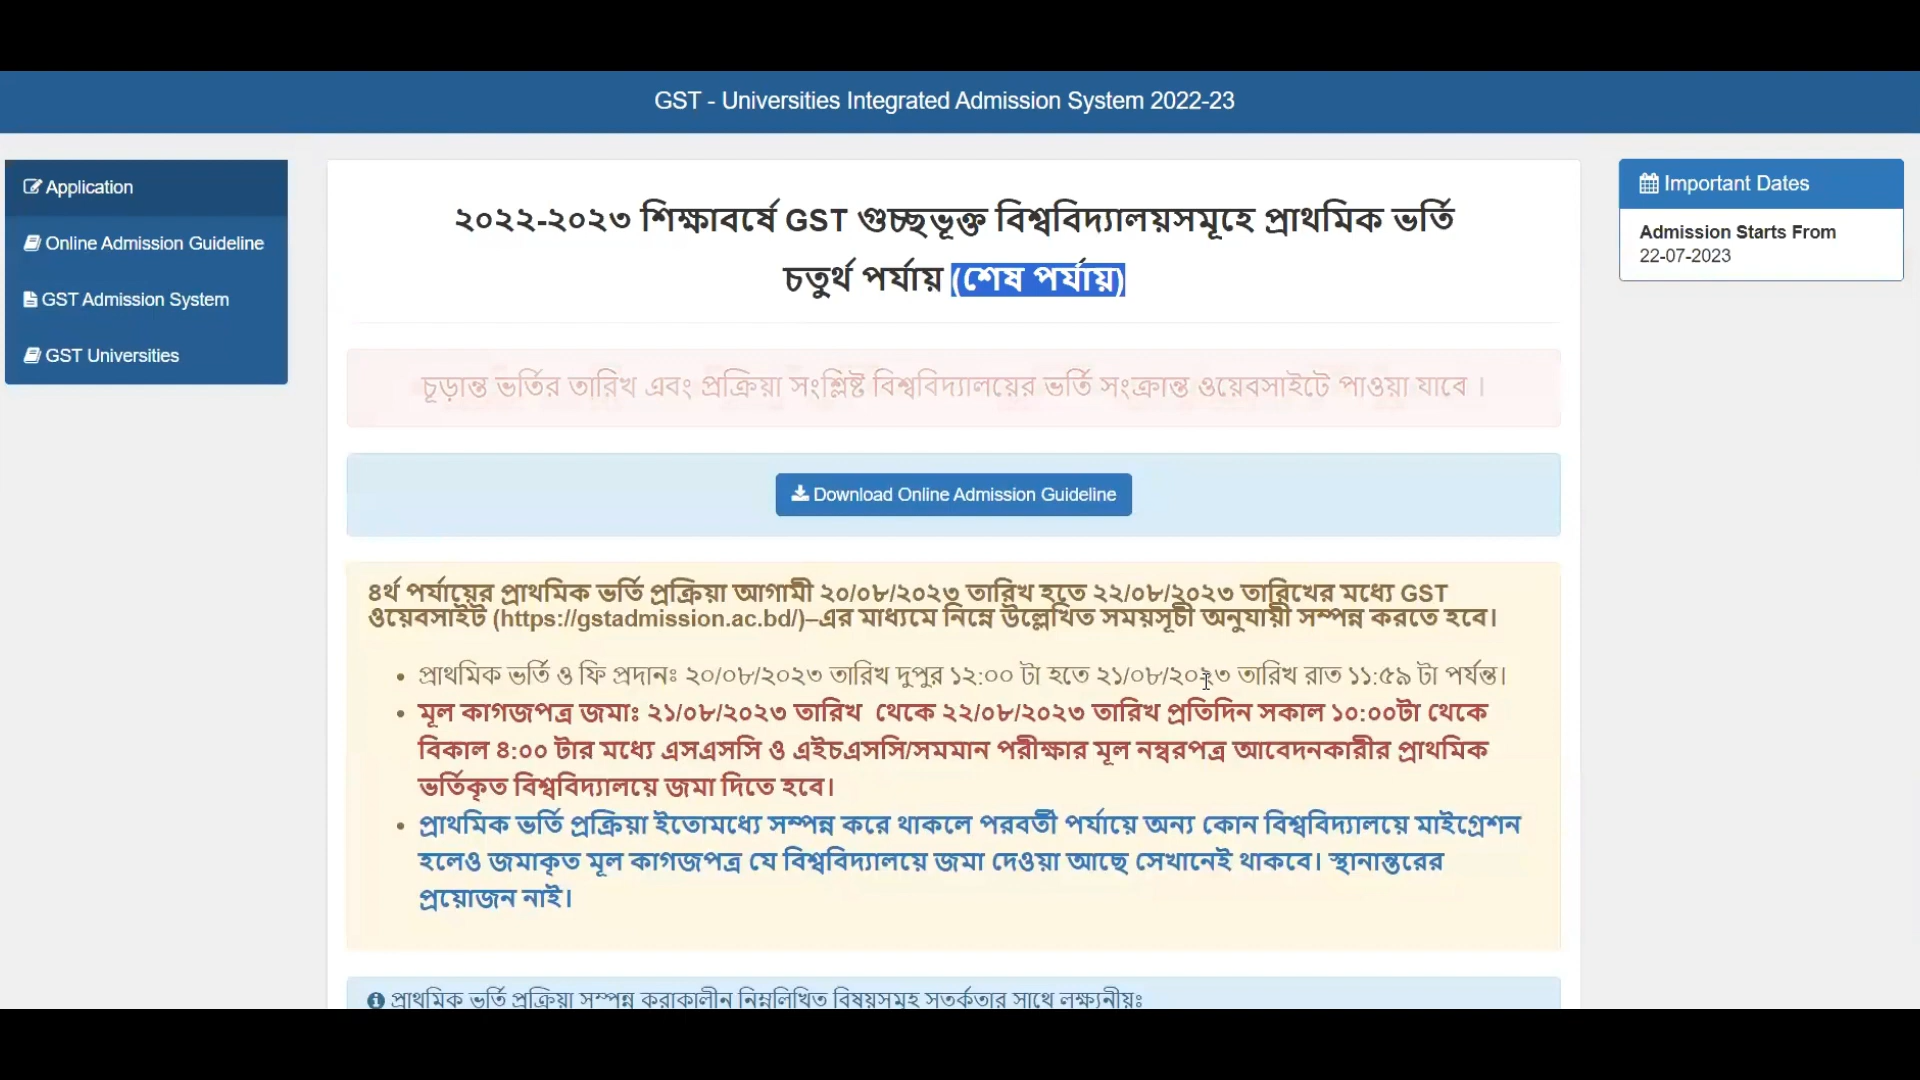 GST - Universities Integrated Admission System 2022-23
Application
Online Admission Guideline
GST Admission System
GST Universities
২০২২-২০২৩ শিক্ষাবর্ষে GST গুচ্ছভূক্ত বিশ্ববিদ্যালয়সমূহে প্রাথমিক ভর্তি
চতুর্থ পর্যায় (শেষ পর্যায়)
চূড়ান্ত ভর্তির তারিখ এবং প্রক্রিয়া সংশ্লিষ্ট বিশ্ববিদ্যালয়ের ভর্তি সংক্রান্ত ওয়েবসাইটে পাওয়া যাবে ।
Download Online Admission Guideline
৪র্থ পর্যায়ের প্রাথমিক ভর্তি প্রক্রিয়া আগামী ২০/০৮/২০২৩ তারিখ হতে ২২/০৮/২০২৩ তারিখের মধ্যে GST
ওয়েবসাইট (https://gstadmission.ac.bd/)–এর মাধ্যমে নিম্নে উল্লেখিত সময়সূচী অনুযায়ী সম্পন্ন করতে হবে।
• প্রাথমিক ভর্তি ও ফি প্রদানঃ ২০/০৮/২০২৩ তারিখ দুপুর ১২:০০ টা হতে ২১/০৮/২০২৩ তারিখ রাত ১১:৫৯ টা পর্যন্ত।
• মূল কাগজপত্র জমাঃ ২১/০৮/২০২৩ তারিখ থেকে ২২/০৮/২০২৩ তারিখ প্রতিদিন সকাল ১০:০০টা থেকে
বিকাল ৪:০০ টার মধ্যে এসএসসি ও এইচএসসি/সমমান পরীক্ষার মূল নম্বরপত্র আবেদনকারীর প্রাথমিক
ভর্তিকৃত বিশ্ববিদ্যালয়ে জমা দিতে হবে।
• প্রাথমিক ভর্তি প্রক্রিয়া ইতোমধ্যে সম্পন্ন করে থাকলে পরবর্তী পর্যায়ে অন্য কোন বিশ্ববিদ্যালয়ে মাইগ্রেশন
হলেও জমাকৃত মূল কাগজপত্র যে বিশ্ববিদ্যালয়ে জমা দেওয়া আছে সেখানেই থাকবে। স্থানান্তরের
প্রয়োজন নাই।
প্রাথমিক ভর্তি প্রক্রিয়া সম্পন্ন করাকালীন নিম্নলিখিত বিষয়সমূহ সতর্কতার সাথে লক্ষ্যনীয়ঃ
Important Dates
Admission Starts From
22-07-2023